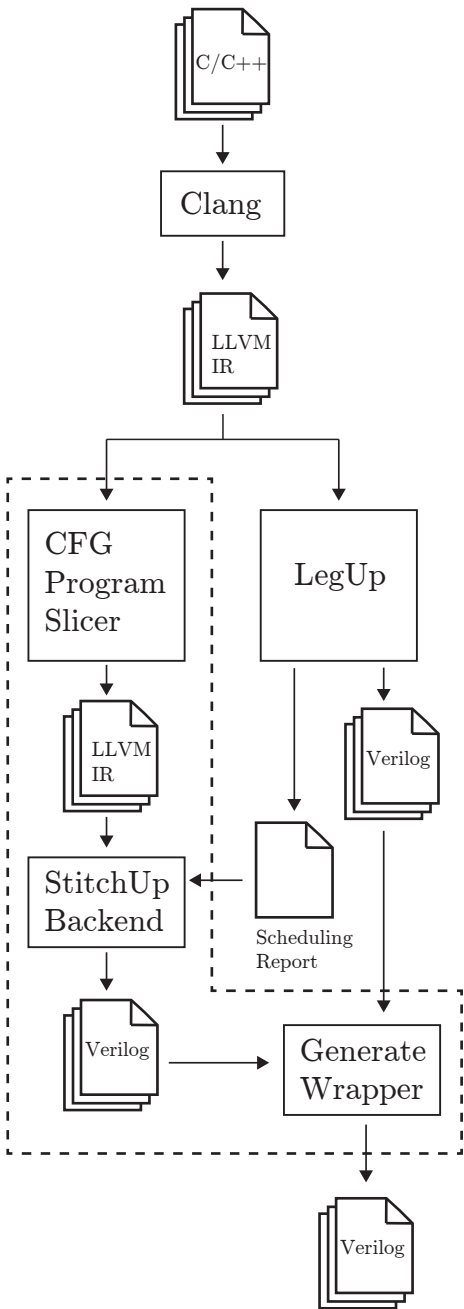 C/C++
Clang
LLVM
IR
CFG
Program
Slicer
LegUp
LLVM
IR
Verilog
StitchUp
Backend
Scheduling
Report
Verilog
Generate
Wrapper
Verilog